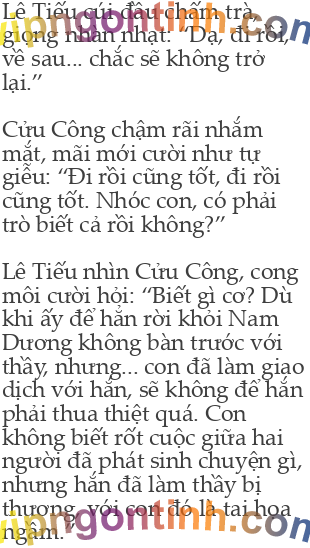 Lê Tiếu cúi đầu châm trà,
giọng nhàn nhạt: “Dạ, đi rồi,
về sau... chắc sẽ không trở
lại.”
Cửu Công chậm rãi nhắm
mắt, mãi mới cười như tự
giễu: “Đi rồi cũng tốt, đi rồi
cũng tốt. Nhóc con, có phải
trò biết cả rồi không?”
Lê Tiếu nhìn Cửu Công, cong
môi cười hỏi: “Biết gì cơ? Dù
khi ấy để hắn rời khỏi Nam
Dương không bàn trước với
thầy, nhưng... con đã làm giao
dịch với hắn, sẽ không để hắn
phải thua thiệt quá. Con
không biết rốt cuộc giữa hai
người đã phát sinh chuyện gì,
nhưng hắn đã làm thầy bị
thương, với con đó là tai họa
ngầm.”